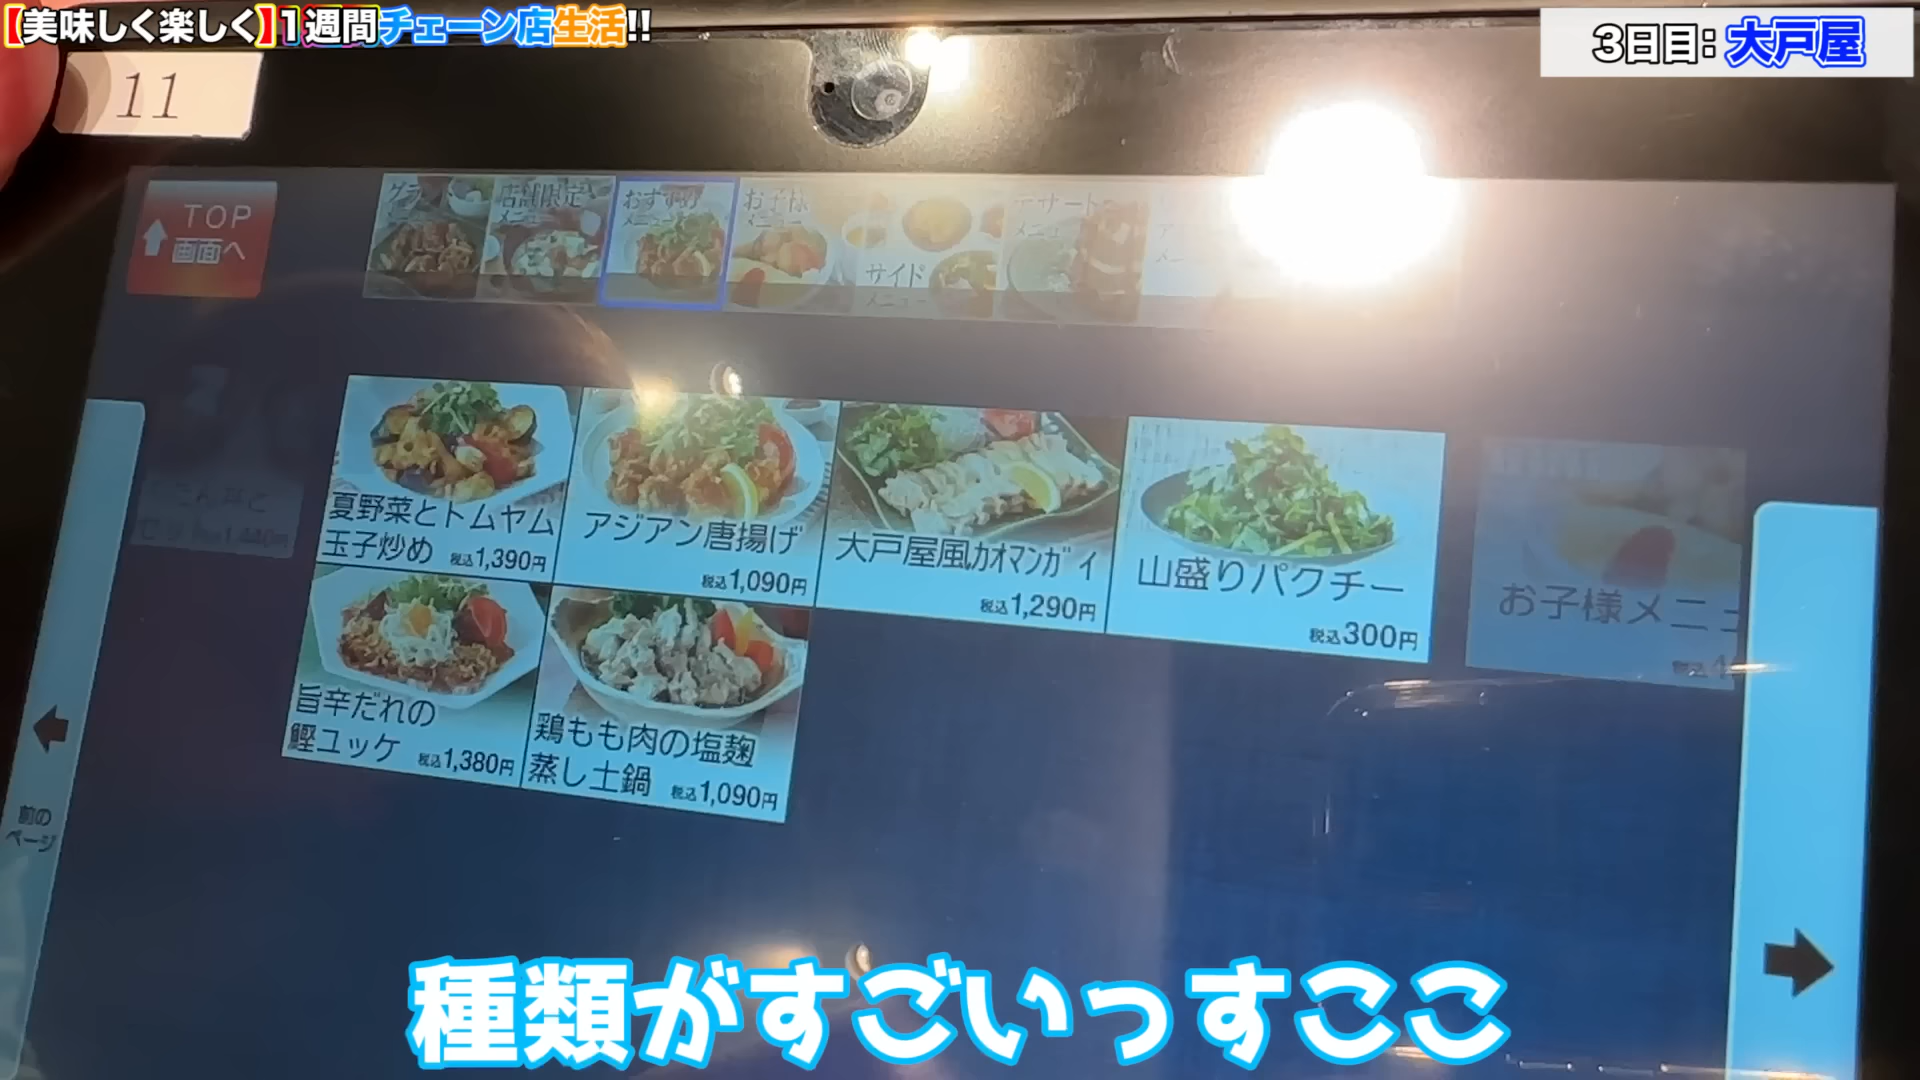 【美味しく楽しく】1週間チェーン店生活!!
3日目：大戸屋
11
TOP
画面へ
店舗限定
メニュー
おすすめ
メニュー
お子様
メニュー
サイド
メニュー
デザート
メニュー
夏野菜とトムヤム
玉子炒め 税込1,390円
アジアン唐揚げ
税込1,090円
大戸屋風ｶｵﾏﾝｶﾞｲ
税込1,290円
山盛りパクチー
税込300円
お子様メニュ
旨辛だれの
鰹ユッケ 税込1,380円
鶏もも肉の塩麹
蒸し土鍋 税込1,090円
前の
ページ
種類がすごいっすここ